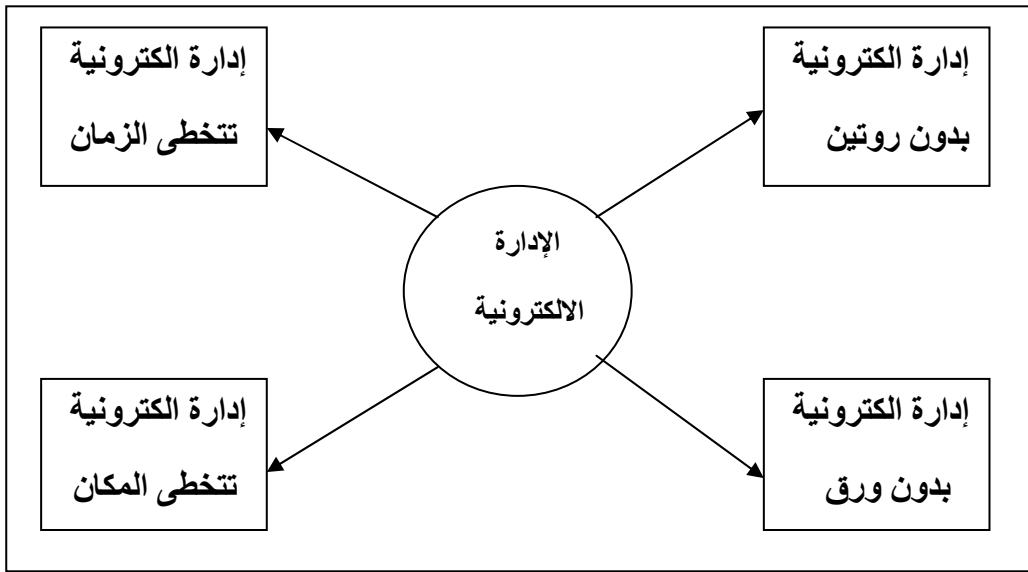 إدارة الكترونية
بدون روتين
إدارة الكترونية
تتخطى الزمان
الإدارة
الالكترونية
إدارة الكترونية
بدون ورق
إدارة الكترونية
تتخطى المكان